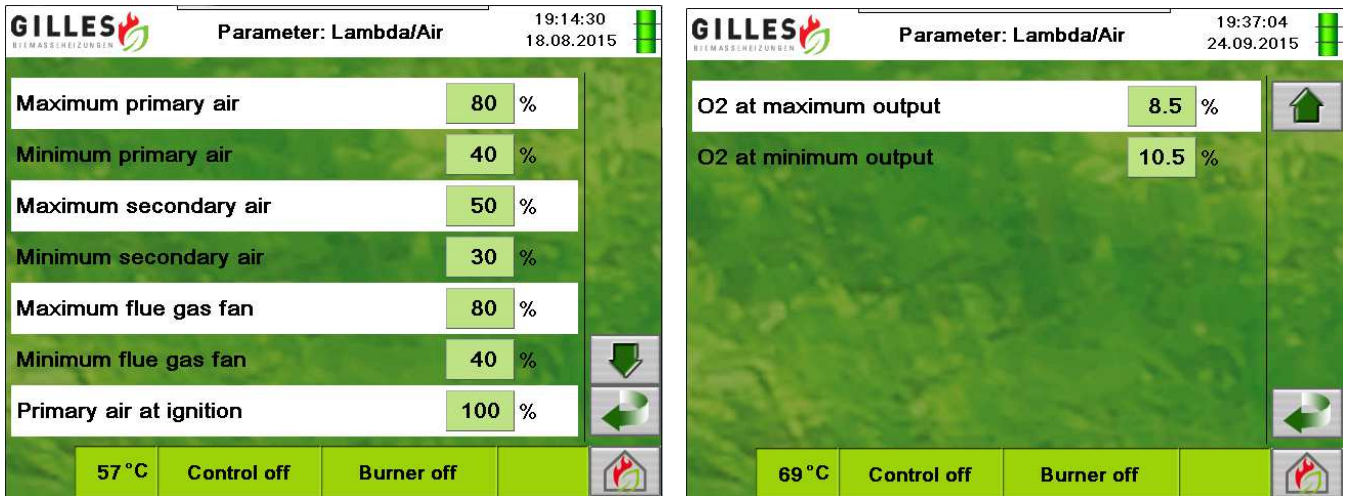 GILLES
BIEMASSEHEIZUNGEN
Parameter: Lambda/Air
19:14:30
18.08.2015
Maximum primary air 80 %
Minimum primary air 40 %
Maximum secondary air 50 %
Minimum secondary air 30 %
Maximum flue gas fan 80 %
Minimum flue gas fan 40 %
Primary air at ignition 100 %
57°C Control off Burner off
GILLES
BIEMASSEHEIZUNGEN
Parameter: Lambda/Air
19:37:04
24.09.2015
O2 at maximum output 8.5 %
O2 at minimum output 10.5 %
69°C Control off Burner off